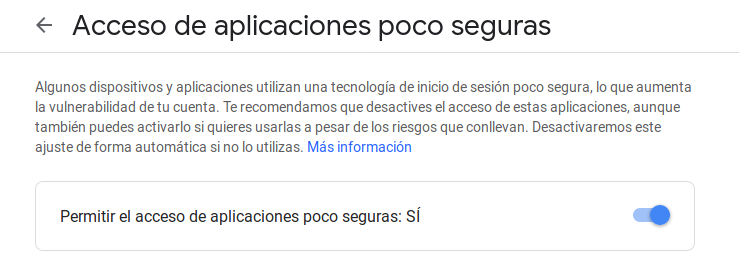 Acceso de aplicaciones poco seguras
Algunos dispositivos y aplicaciones utilizan una tecnología de inicio de sesión poco segura, lo que aumenta
la vulnerabilidad de tu cuenta. Te recomendamos que desactives el acceso de estas aplicaciones, aunque
también puedes activarlo si quieres usarlas a pesar de los riesgos que conllevan. Desactivaremos este
ajuste de forma automática si no lo utilizas. Más información
Permitir el acceso de aplicaciones poco seguras: SÍ